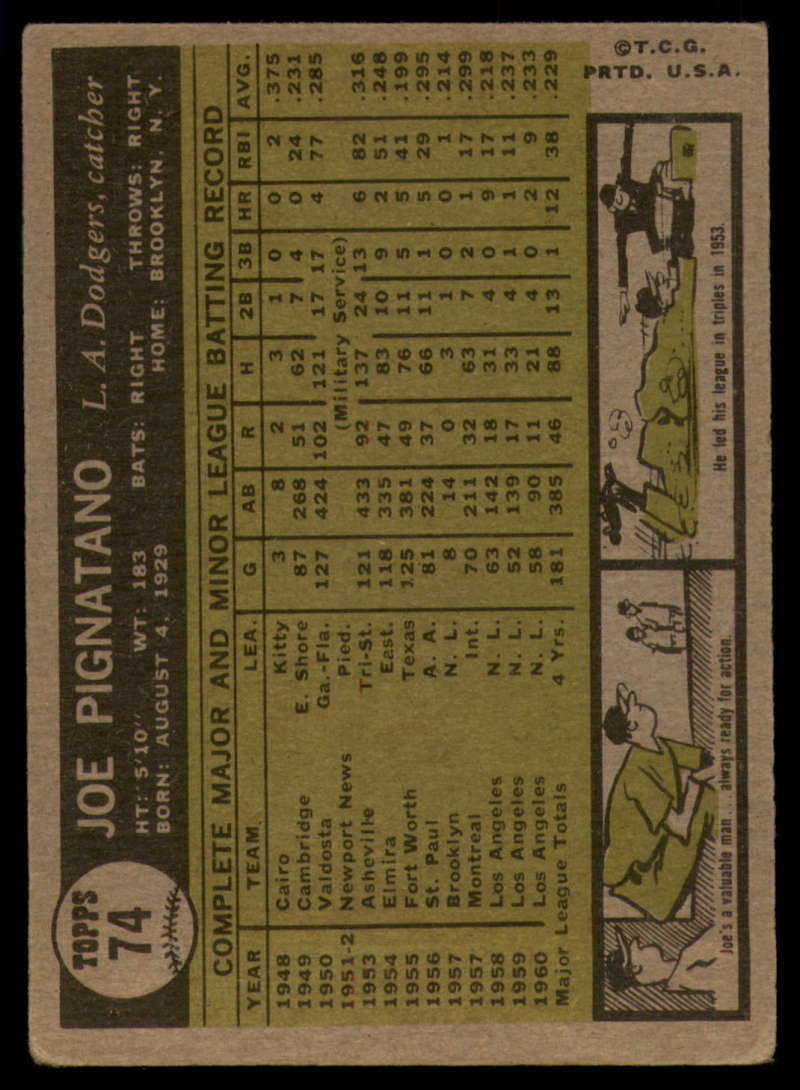 TOPPS
74
JOE PIGNATANO L. A. Dodgers, catcher
HT: 5'10" WT: 183 BATS: RIGHT THROWS: RIGHT
BORN: AUGUST 4, 1929 HOME: BROOKLYN, N. Y.
COMPLETE MAJOR AND MINOR LEAGUE BATTING RECORD
YEAR TEAM LEA. G AB R H 2B 3B HR RBI AVG.
1948 Cairo Kitty 3 8 2 3 1 0 0 2 .375
1949 Cambridge E. Shore 87 268 51 62 7 4 0 24 .231
1950 Valdosta Ga.-Fla. 127 424 102 121 17 17 4 77 .285
1951-2 Newport News Pied. (Military Service)
1953 Asheville Tri-St. 121 433 92 137 24 13 6 82 .316
1954 Elmira East. 118 335 47 83 10 9 2 51 .248
1955 Fort Worth Texas 125 381 49 76 11 5 5 41 .199
1956 St. Paul A. A. 81 224 37 66 11 1 5 29 .295
1957 Brooklyn N. L. 8 14 0 3 1 0 0 1 .214
1957 Montreal Int. 70 211 32 63 7 2 1 17 .299
1958 Los Angeles N. L. 63 142 18 31 4 0 9 17 .218
1959 Los Angeles N. L. 52 139 17 33 4 1 1 11 .237
1960 Los Angeles N. L. 58 90 11 21 4 0 2 9 .233
Major League Totals 4 Yrs. 181 385 46 88 13 1 12 38 .229
Joe's a valuable man... always ready for action.
He led his league in triples in 1953.
©T.C.G.
PRTD. U.S.A.